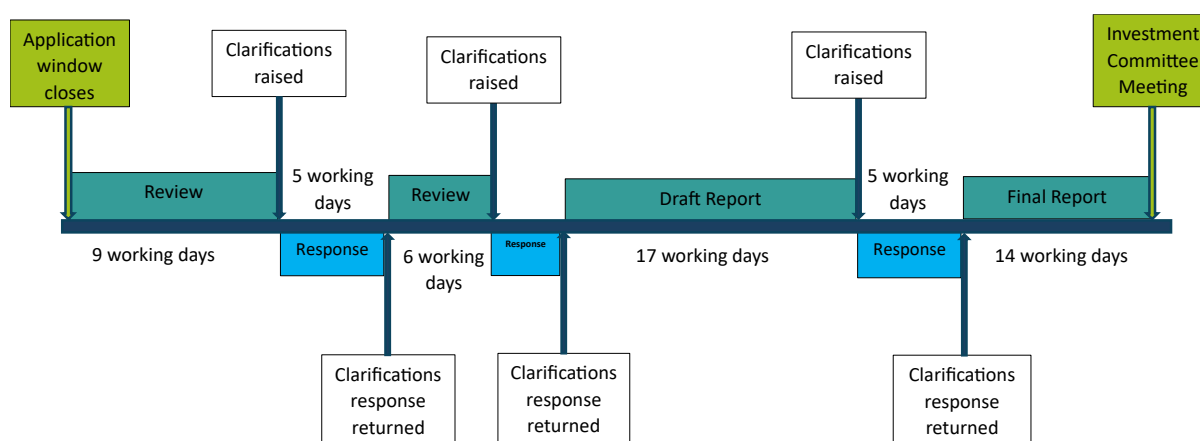 Application
window
closes
Clarifications
raised
Clarifications
raised
Clarifications
raised
Investment
Committee
Meeting
Review
5 working
days
Review
Draft Report
5 working
days
Final Report
9 working days
Response
6 working
days
Response
17 working days
Response
14 working days
Clarifications
response
returned
Clarifications
response
returned
Clarifications
response
returned